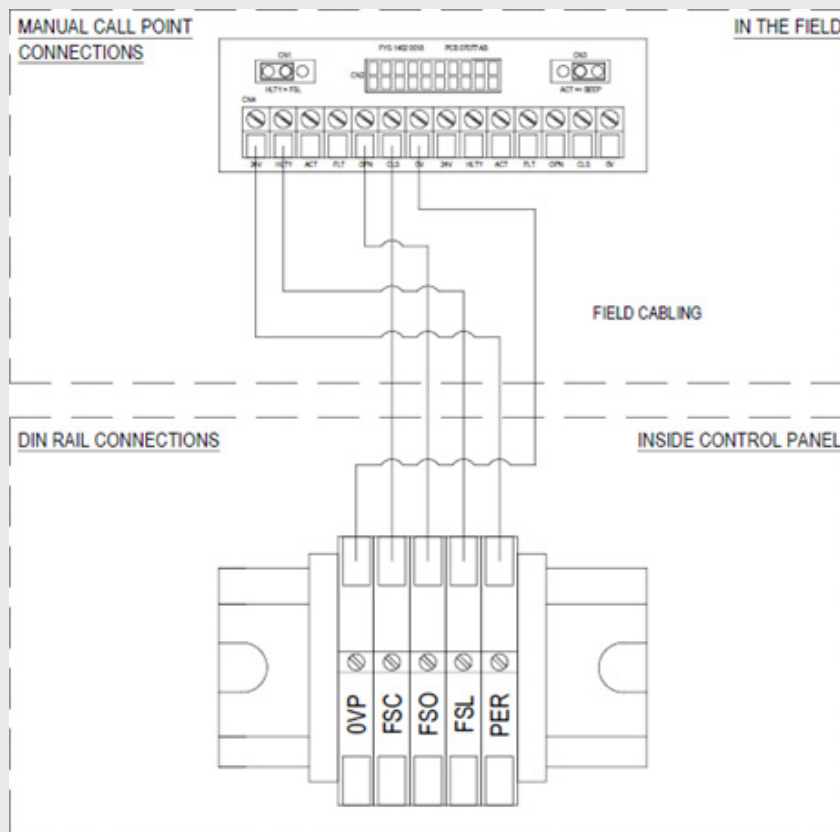 MANUAL CALL POINT
CONNECTIONS
IN THE FIELD
CN1
HLTY = FSL
CN2
CN3
ACT = BEEP
CN4
24V HLTY ACT FLT OPN CLS 0V 24V HLTY ACT FLT OPN CLS 0V
FIELD CABLING
DIN RAIL CONNECTIONS
INSIDE CONTROL PANEL
0VP
FSC
FSO
FSL
PER